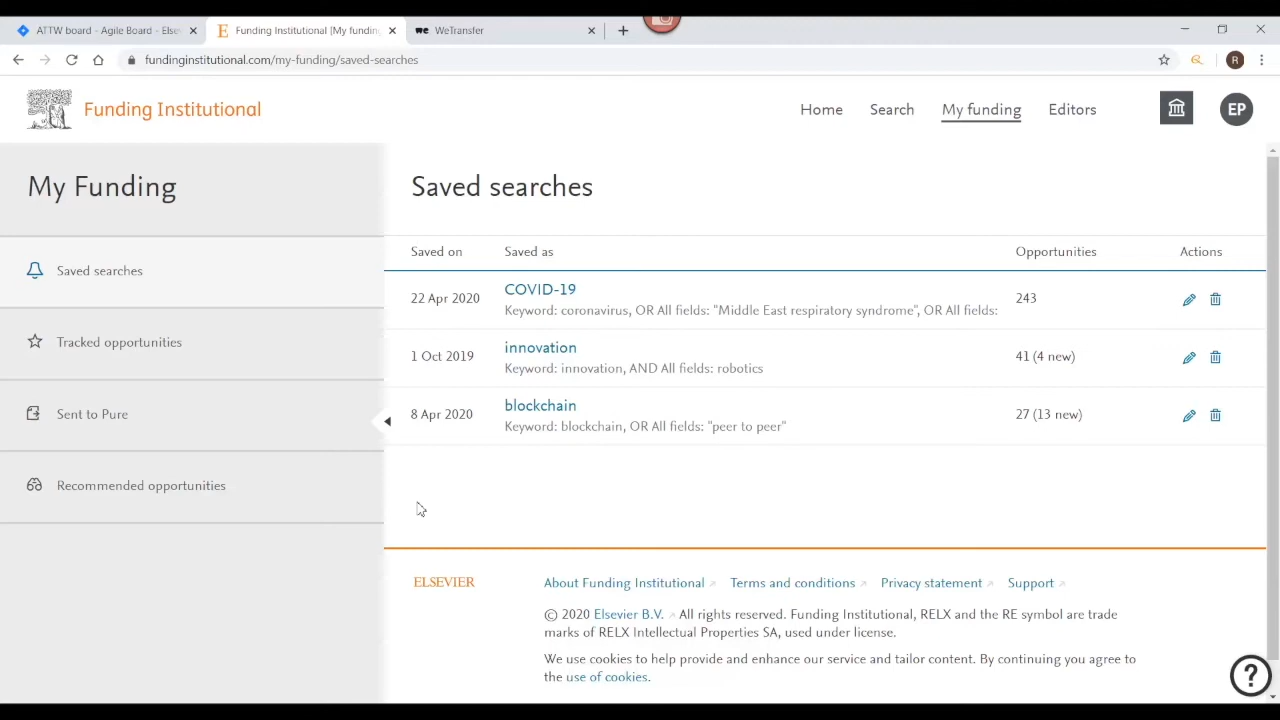 ATTW board - Agile Board - Else
Funding Institutional (My fundin
WeTransfer
fundinginstitutional.com/my-funding/saved-searches
R
Funding Institutional
Home
Search
My funding
Editors
EP
My Funding
Saved searches
Tracked opportunities
Sent to Pure
Recommended opportunities
Saved searches
Saved on
Saved as
Opportunities
Actions
22 Apr 2020
COVID-19
Keyword: coronavirus, OR All fields: "Middle East respiratory syndrome", OR All fields:
243
1 Oct 2019
innovation
Keyword: innovation, AND All fields: robotics
41 (4 new)
8 Apr 2020
blockchain
Keyword: blockchain, OR All fields: "peer to peer"
27 (13 new)
ELSEVIER
About Funding Institutional
Terms and conditions
Privacy statement
Support
© 2020 Elsevier B.V. All rights reserved. Funding Institutional, RELX and the RE symbol are trade
marks of RELX Intellectual Properties SA, used under license.
We use cookies to help provide and enhance our service and tailor content. By continuing you agree to
the use of cookies.
?